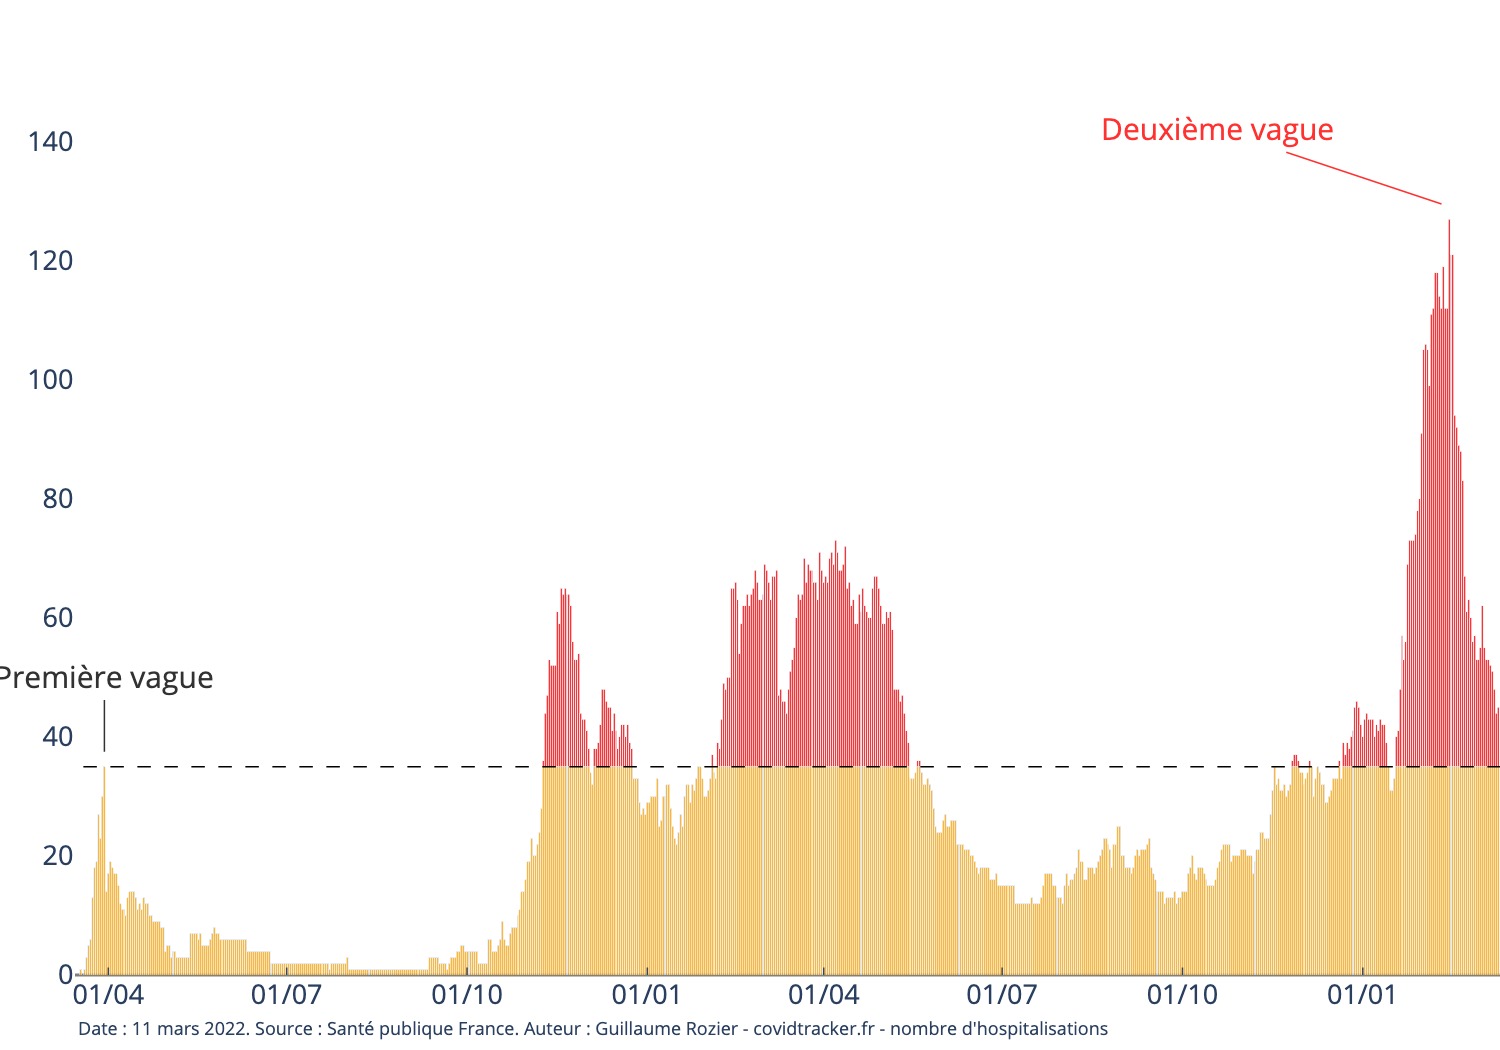 Deuxième vague
140
120
100
80
60
Première vague
40
20
0
01/04 01/07 01/10 01/01 01/04 01/07 01/10 01/01
Date : 11 mars 2022. Source : Santé publique France. Auteur : Guillaume Rozier - covidtracker.fr - nombre d'hospitalisations